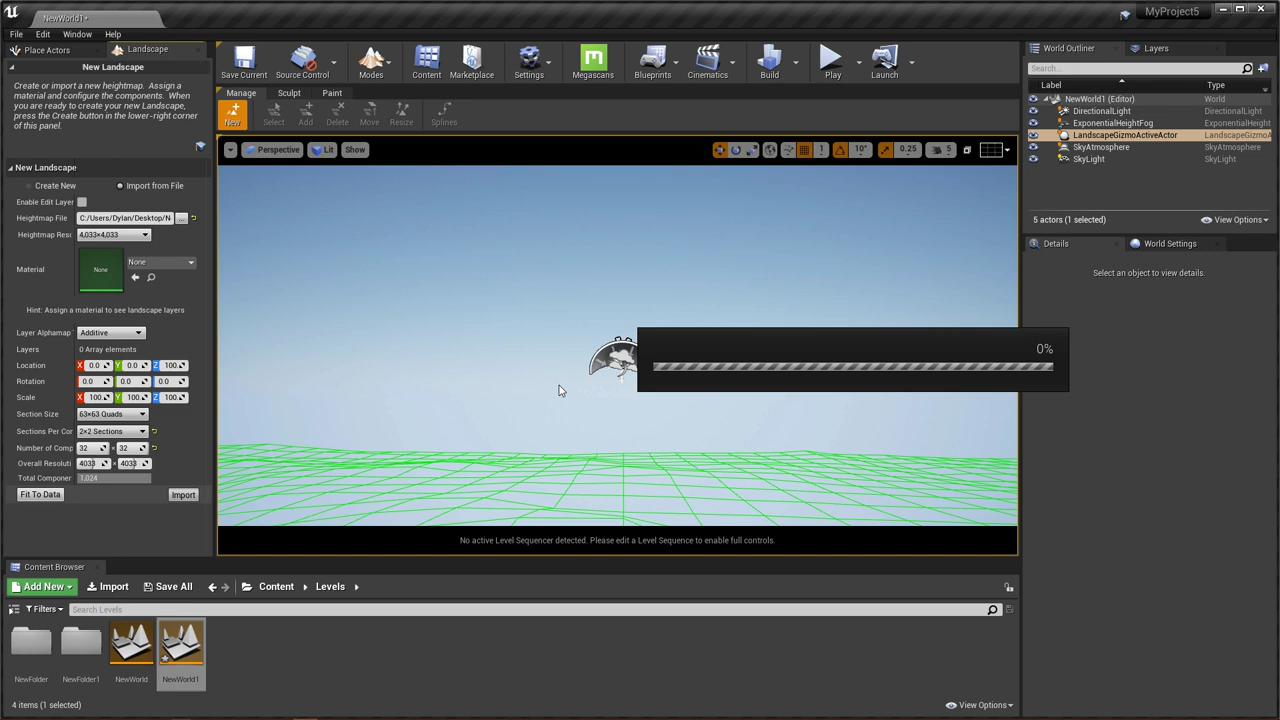 NewWorld1*
MyProject5
File Edit Window Help
Place Actors
Landscape
New Landscape
Create or import a new heightmap. Assign a
material and configure the components. When
you are ready to create your new Landscape,
press the Create button in the lower-right corner
of this panel.
New Landscape
Create New Import from File
Enable Edit Layer
Heightmap File C:/Users/Dylan/Desktop/N ...
Heightmap Res 4,033×4,033
Material None None
Hint: Assign a material to see landscape layers
Layer Alphamap Additive
Layers 0 Array elements
Location X 0.0 Y 0.0 Z 100.
Rotation 0.0 0.0 0.0
Scale X 100. Y 100. Z 100.
Section Size 63×63 Quads
Sections Per Cor 2×2 Sections
Number of Comp 32 × 32
Overall Resoluti 4033 × 4033
Total Componer 1,024
Fit To Data Import
Save Current Source Control Modes Content Marketplace Settings Megascans Blueprints Cinematics Build Play Launch
Manage Sculpt Paint
New Select Add Delete Move Resize Splines
Perspective Lit Show
1 10° 0.25 5
0%
No active Level Sequencer detected. Please edit a Level Sequence to enable full controls.
World Outliner Layers
Search...
Label Type
NewWorld1 (Editor) World
DirectionalLight DirectionalLight
ExponentialHeightFog ExponentialHeight
LandscapeGizmoActiveActor LandscapeGizmoA
SkyAtmosphere SkyAtmosphere
SkyLight SkyLight
5 actors (1 selected) View Options
Details World Settings
Select an object to view details.
Content Browser
Add New Import Save All Content Levels
Filters Search Levels
NewFolder NewFolder1 NewWorld NewWorld1
4 items (1 selected) View Options